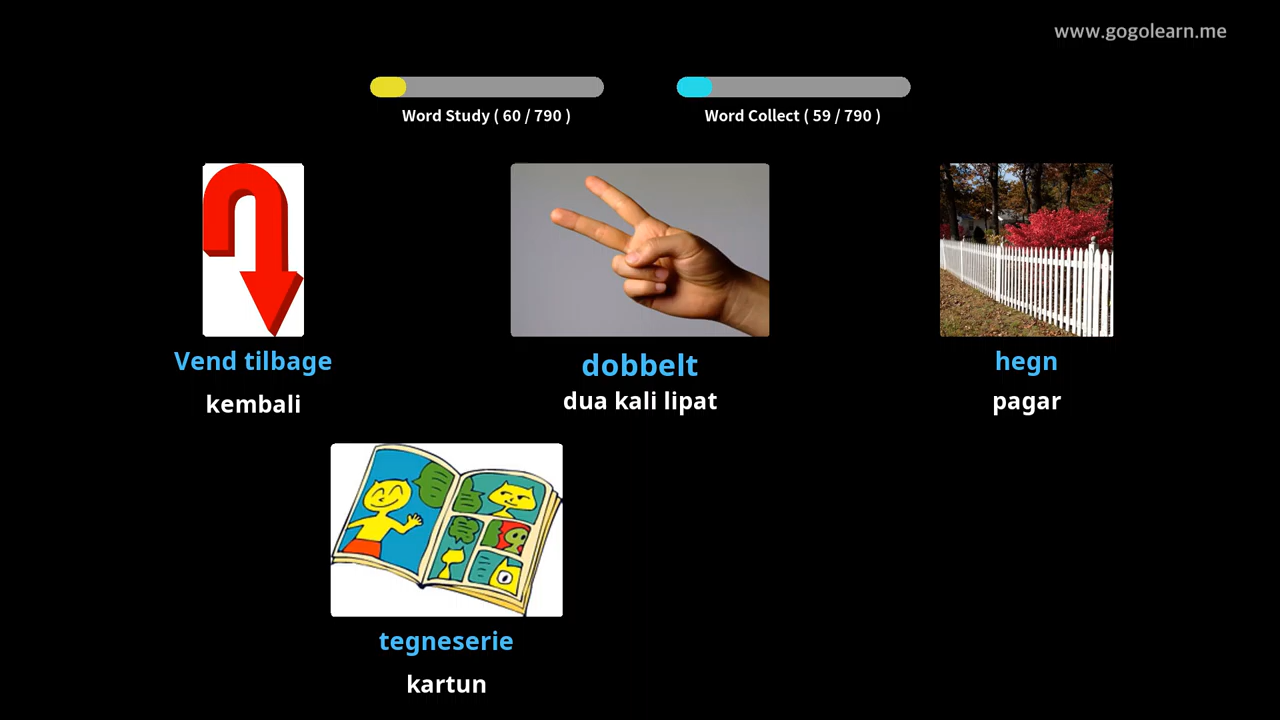 www.gogolearn.me
Word Study ( 60 / 790 )
Word Collect ( 59 / 790 )
Vend tilbage
dobbelt
hegn
kembali
dua kali lipat
pagar
tegneserie
kartun